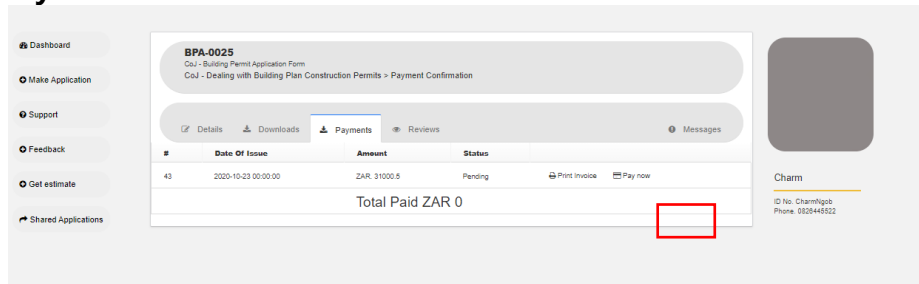 Dashboard
Make Application
Support
Feedback
Get estimate
Shared Applications
BPA-0025
CoJ - Building Permit Application Form
CoJ - Dealing with Building Plan Construction Permits > Payment Confirmation
Details Downloads Payments Reviews Messages
# Date Of Issue Amount Status
43 2020-10-23 00:00:00 ZAR. 31000.5 Pending Print Invoice Pay now
Total Paid ZAR 0
Charm
ID No. CharmNgob
Phone. 0826445522